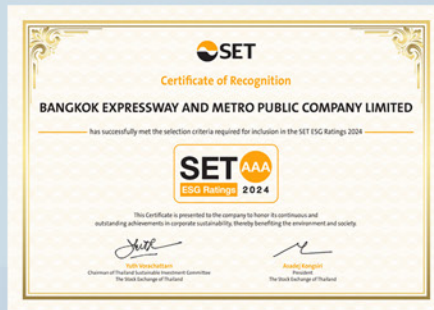 SET
Certificate of Recognition
BANGKOK EXPRESSWAY AND METRO PUBLIC COMPANY LIMITED
has successfully met the selection criteria required for inclusion in the SET ESG Ratings 2024
SET AAA
ESG Ratings 2024
This Certificate is presented to the company to honor its continuous and
outstanding achievements in corporate sustainability, thereby benefiting the environment and society.
Chairman of Thailand Sustainable Investment Committee
The Stock Exchange of Thailand
President
The Stock Exchange of Thailand